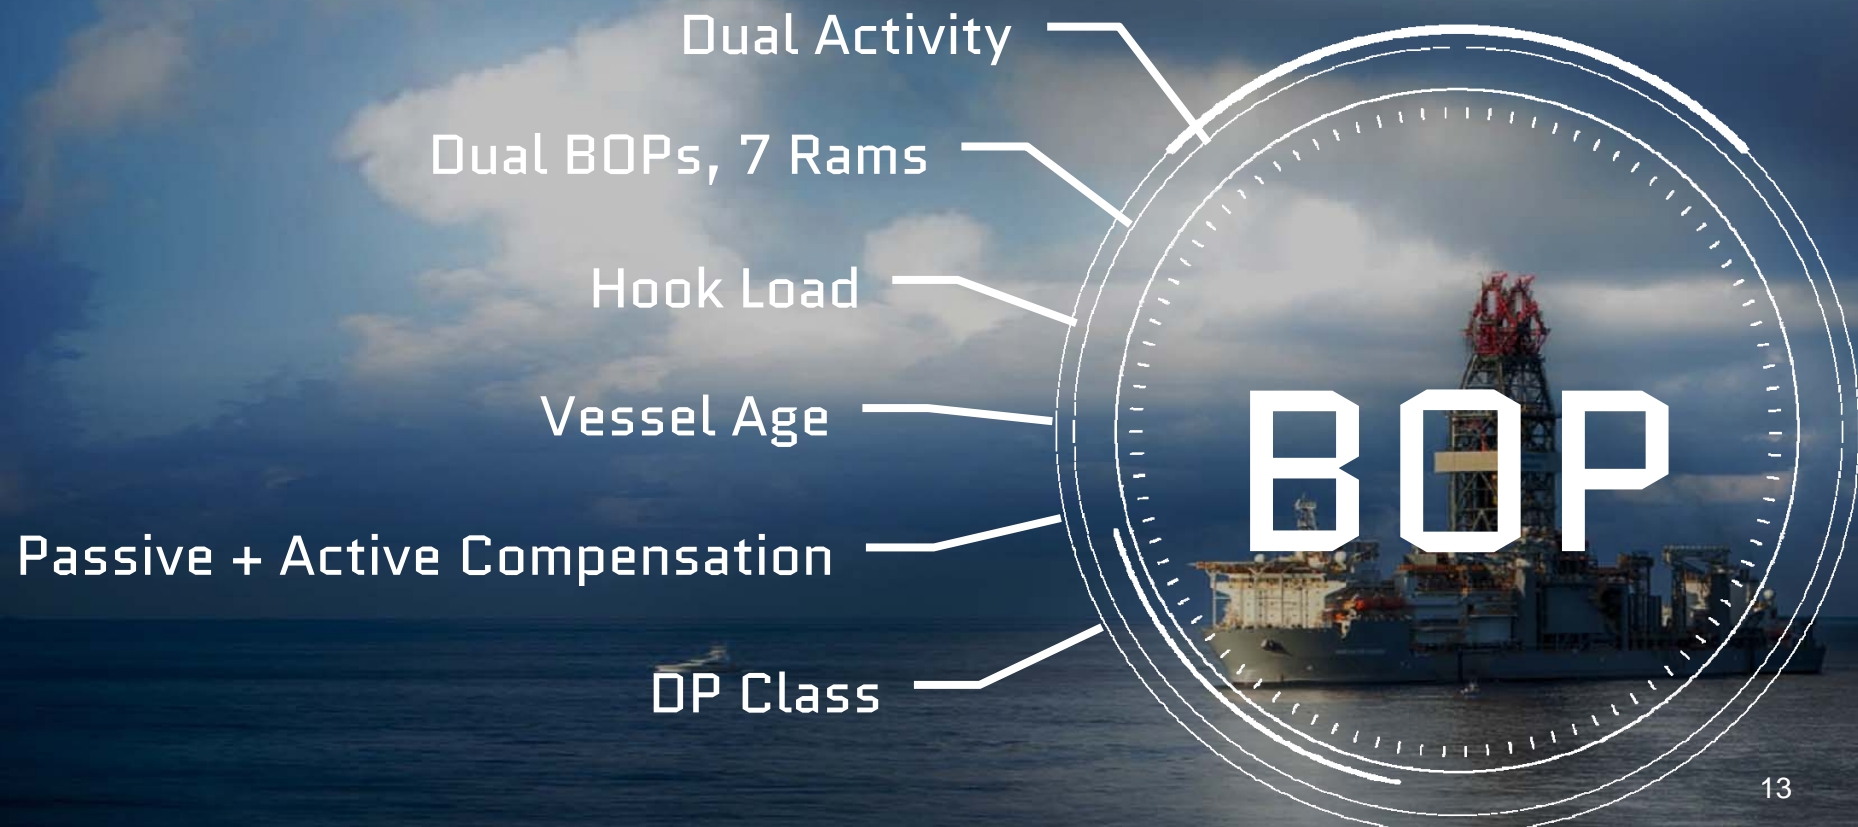 Dual Activity
Dual BOPs, 7 Rams
Hook Load
Vessel Age
BOP
Passive + Active Compensation
DP Class
13